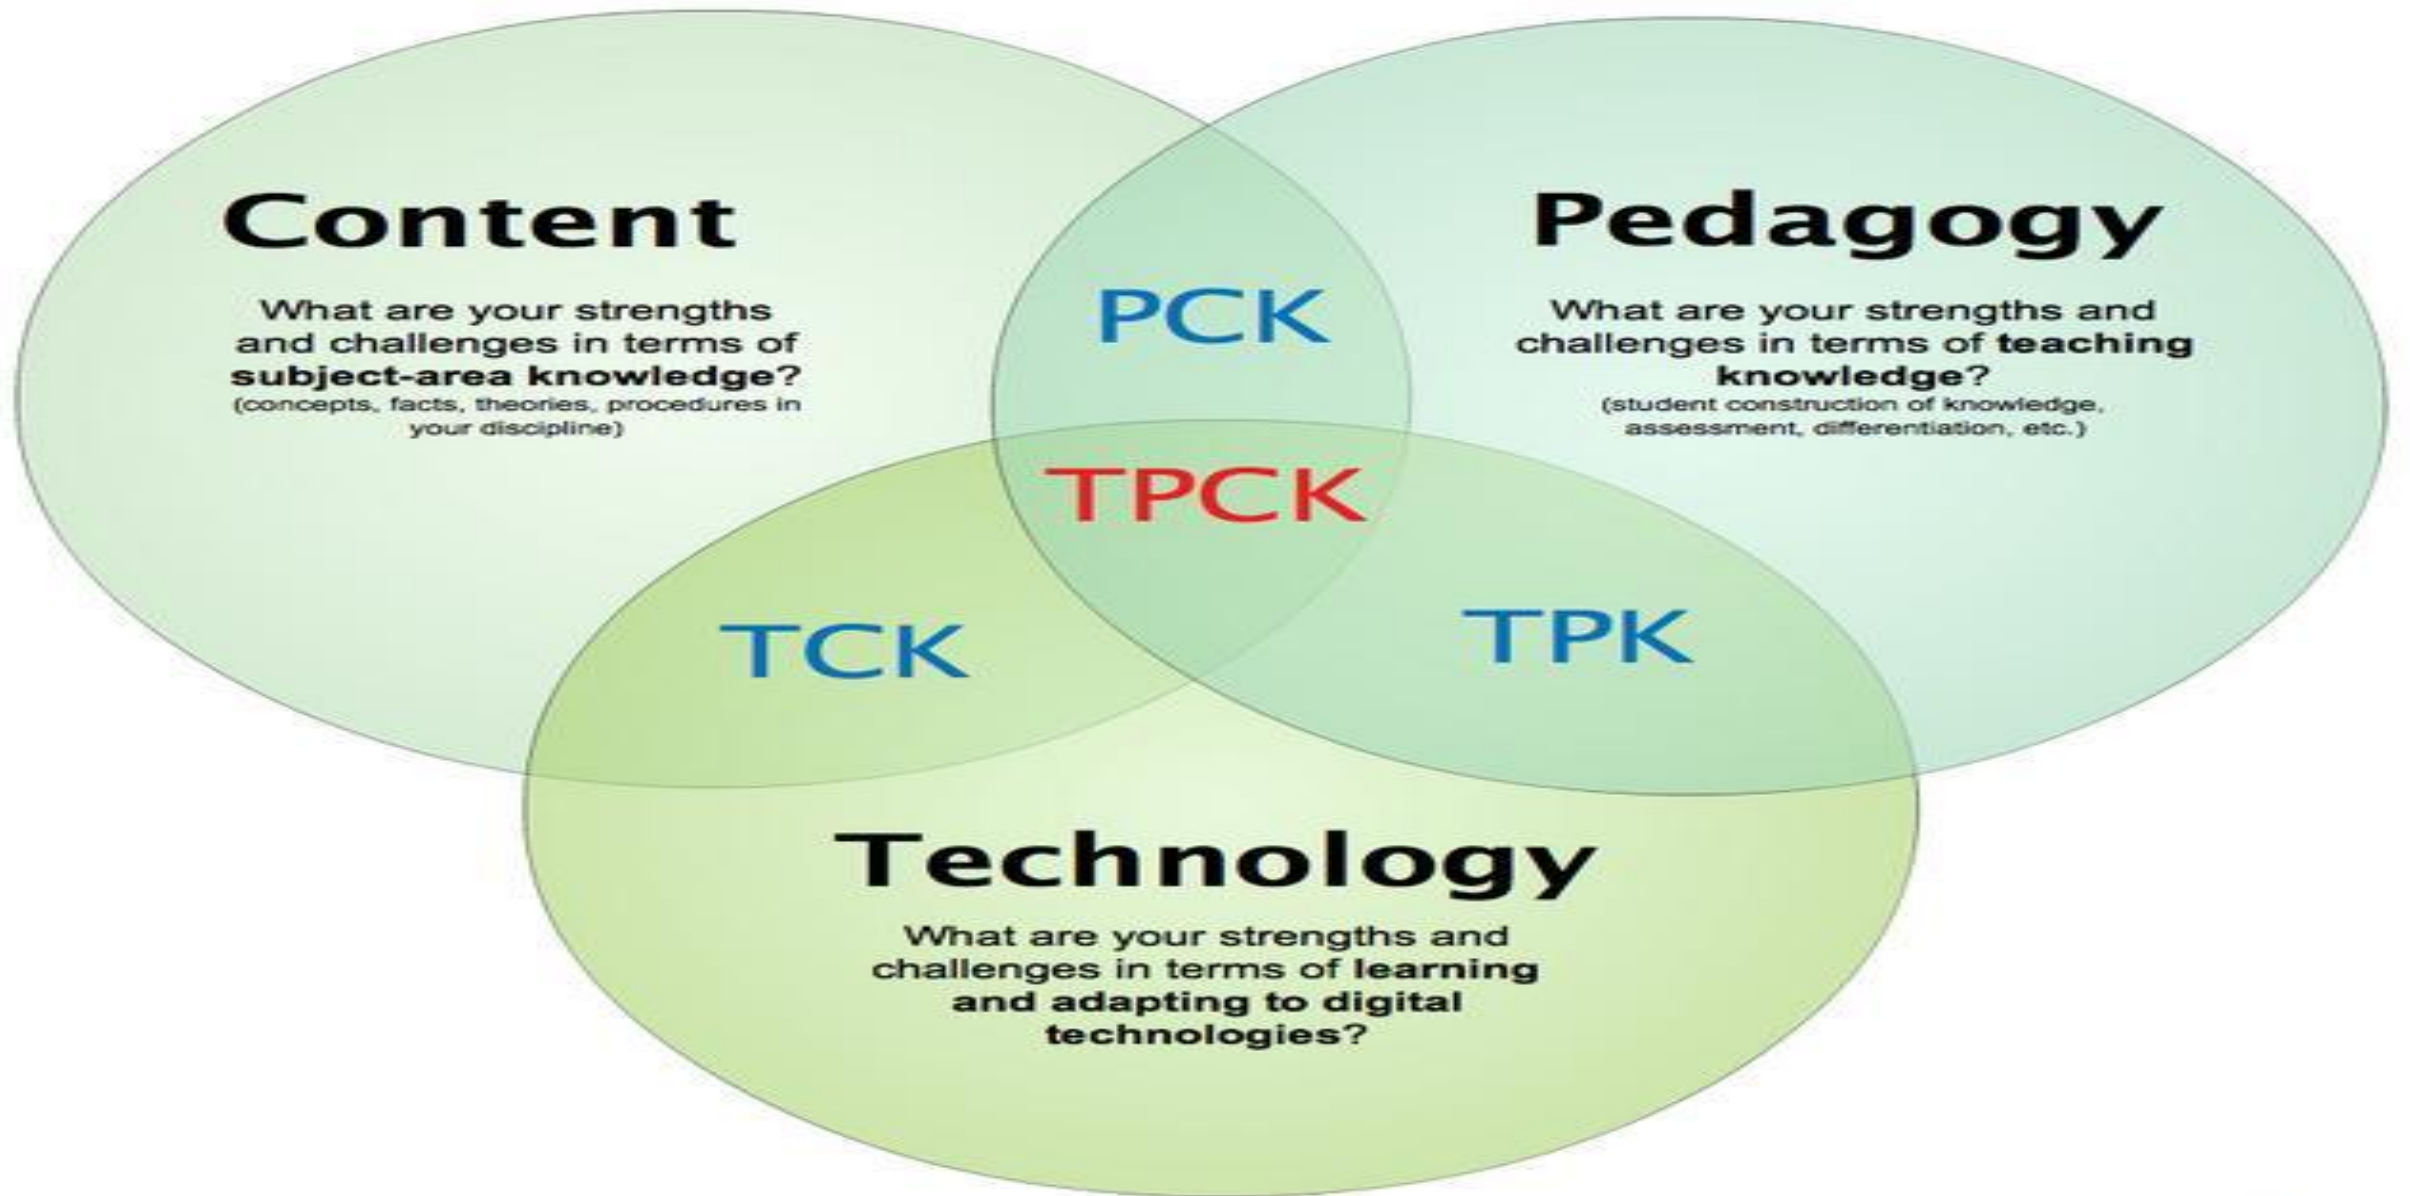 Content
What are your strengths
and challenges in terms of
subject-area knowledge?
(concepts, facts, theories, procedures in
your discipline)
Pedagogy
What are your strengths and
challenges in terms of teaching
knowledge?
(student construction of knowledge,
assessment, differentiation, etc.)
PCK
TPCK
TCK
TPK
Technology
What are your strengths and
challenges in terms of learning
and adapting to digital
technologies?